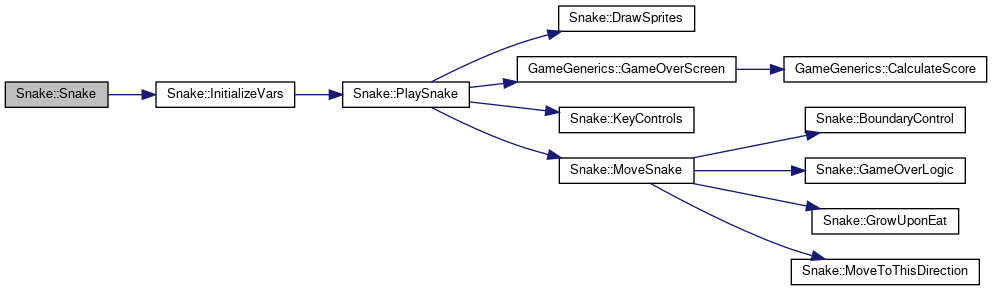 Snake::Snake
Snake::InitializeVars
Snake::PlaySnake
Snake::DrawSprites
GameGenerics::GameOverScreen
GameGenerics::CalculateScore
Snake::KeyControls
Snake::MoveSnake
Snake::BoundaryControl
Snake::GameOverLogic
Snake::GrowUponEat
Snake::MoveToThisDirection